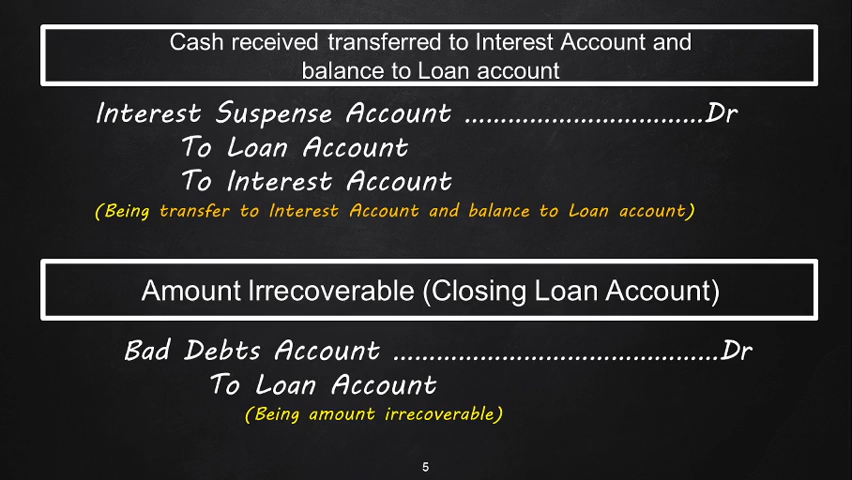 Cash received transferred to Interest Account and
balance to Loan account
Interest Suspense Account .................................Dr
To Loan Account
To Interest Account
(Being transfer to Interest Account and balance to Loan account)
Amount Irrecoverable (Closing Loan Account)
Bad Debts Account .............................................Dr
To Loan Account
(Being amount irrecoverable)
5